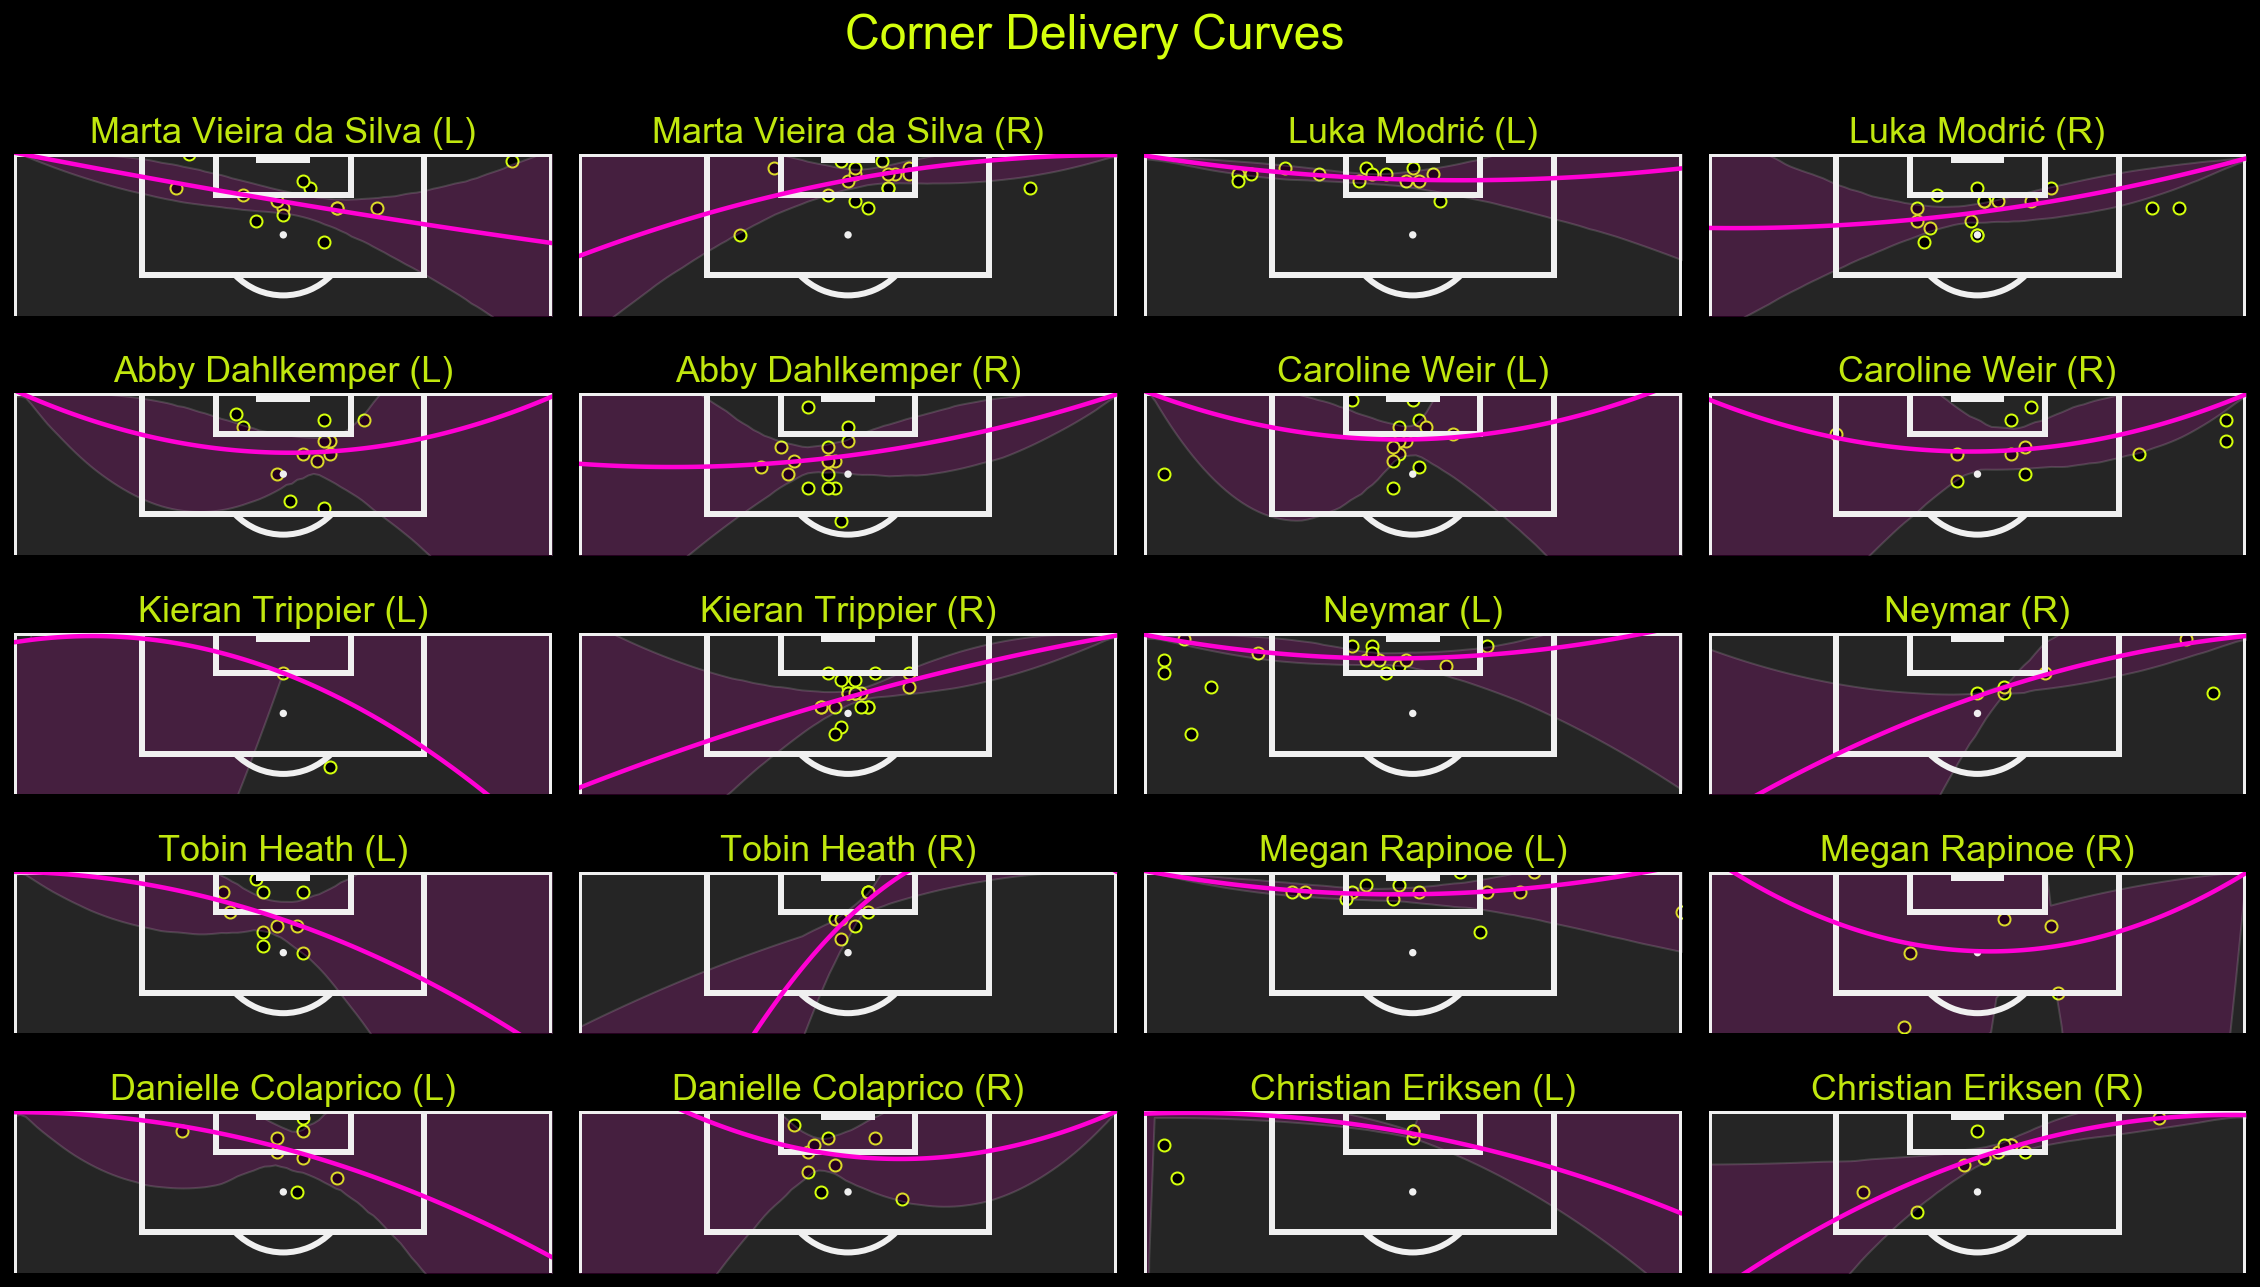 Corner Delivery Curves
Marta Vieira da Silva (L)
Marta Vieira da Silva (R)
Luka Modrić (L)
Luka Modrić (R)
Abby Dahlkemper (L)
Abby Dahlkemper (R)
Caroline Weir (L)
Caroline Weir (R)
Kieran Trippier (L)
Kieran Trippier (R)
Neymar (L)
Neymar (R)
Tobin Heath (L)
Tobin Heath (R)
Megan Rapinoe (L)
Megan Rapinoe (R)
Danielle Colaprico (L)
Danielle Colaprico (R)
Christian Eriksen (L)
Christian Eriksen (R)